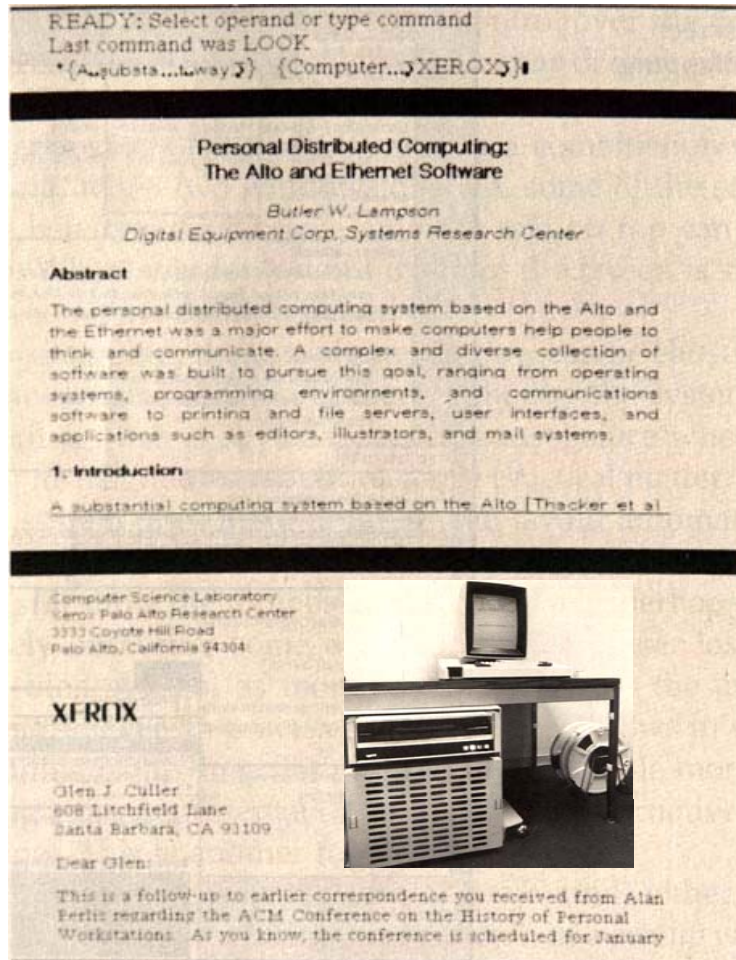 READY: Select operand or type command
Last command was LOOK
*{A␣substa...t␣way.} {Computer...XEROX}
Personal Distributed Computing:
The Alto and Ethernet Software
Butler W. Lampson
Digital Equipment Corp. Systems Research Center
Abstract
The personal distributed computing system based on the Alto and
the Ethernet was a major effort to make computers help people to
think and communicate. A complex and diverse collection of
software was built to pursue this goal, ranging from operating
systems, programming environments, and communications
software to printing and file servers, user interfaces, and
applications such as editors, illustrators, and mail systems.
1. Introduction
A substantial computing system based on the Alto [Thacker et al
Computer Science Laboratory
Xerox Palo Alto Research Center
3333 Coyote Hill Road
Palo Alto, California 94304
XEROX
Glen J. Culler
608 Litchfield Lane
Santa Barbara, CA 93109
Dear Glen:
This is a follow-up to earlier correspondence you received from Alan
Perlis regarding the ACM Conference on the History of Personal
Workstations. As you know, the conference is scheduled for January